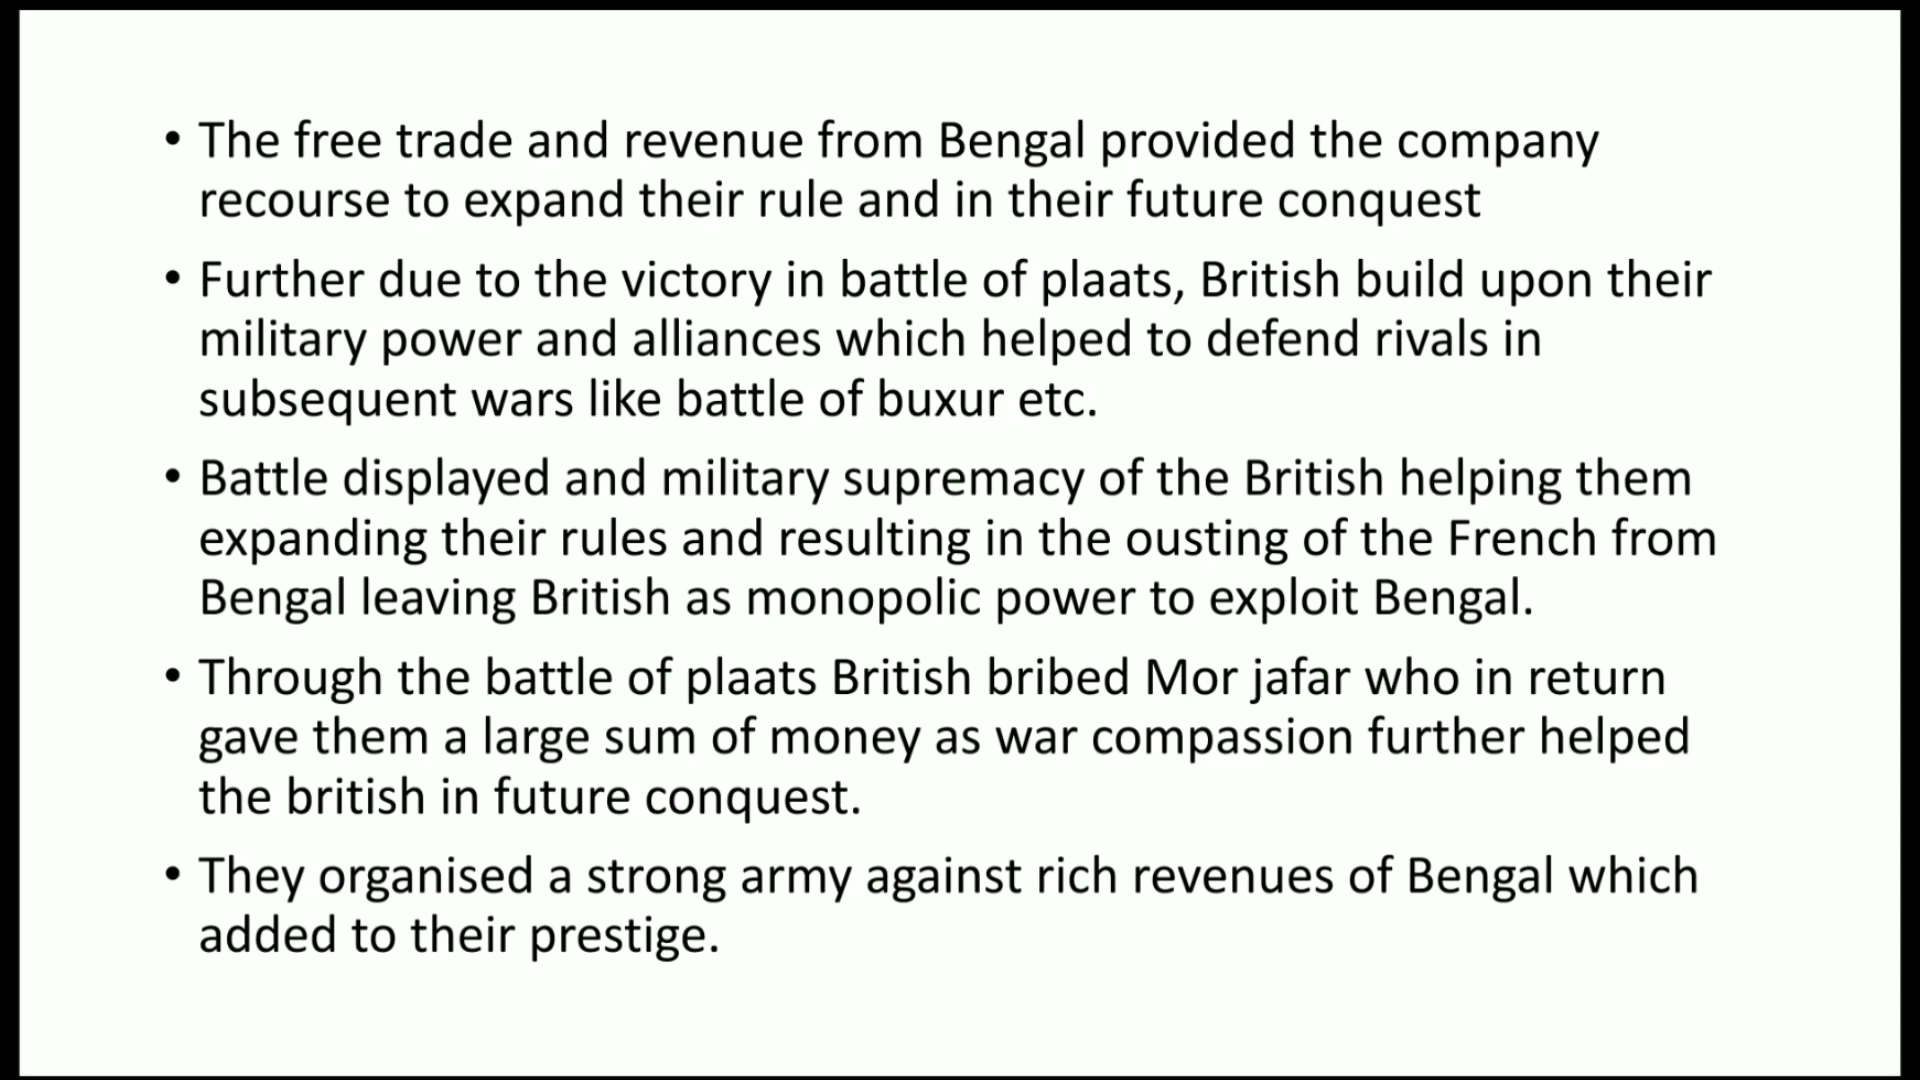 • The free trade and revenue from Bengal provided the company
recourse to expand their rule and in their future conquest
• Further due to the victory in battle of plaats, British build upon their
military power and alliances which helped to defend rivals in
subsequent wars like battle of buxur etc.
• Battle displayed and military supremacy of the British helping them
expanding their rules and resulting in the ousting of the French from
Bengal leaving British as monopolic power to exploit Bengal.
• Through the battle of plaats British bribed Mor jafar who in return
gave them a large sum of money as war compassion further helped
the british in future conquest.
• They organised a strong army against rich revenues of Bengal which
added to their prestige.